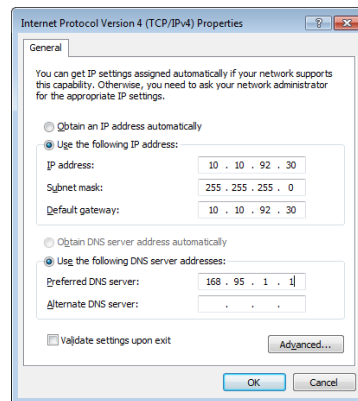 Internet Protocol Version 4 (TCP/IPv4) Properties
General
You can get IP settings assigned automatically if your network supports
this capability. Otherwise, you need to ask your network administrator
for the appropriate IP settings.
Obtain an IP address automatically
Use the following IP address:
IP address: 10 . 10 . 92 . 30
Subnet mask: 255 . 255 . 255 . 0
Default gateway: 10 . 10 . 92 . 30
Obtain DNS server address automatically
Use the following DNS server addresses:
Preferred DNS server: 168 . 95 . 1 . 1
Alternate DNS server: . . .
Validate settings upon exit
Advanced...
OK Cancel